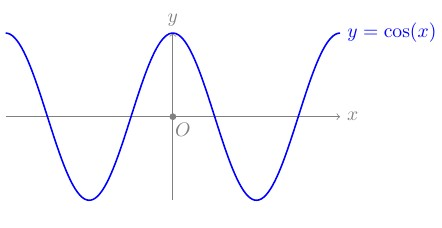 y
y = cos(x)
x
O